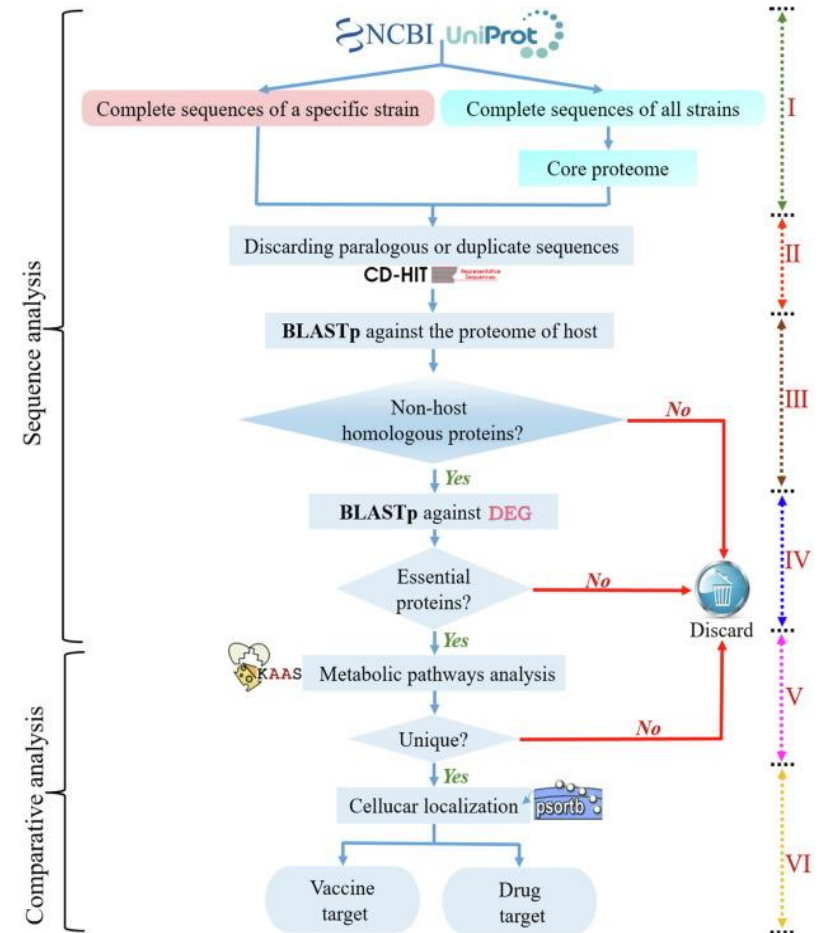 NCBI UniProt
Complete sequences of a specific strain
Complete sequences of all strains
I
Core proteome
Discarding paralogous or duplicate sequences
II
CD-HIT
Representative
Sequences
BLASTp against the proteome of host
Sequence analysis
Non-host
homologous proteins?
No
III
Yes
BLASTp against DEG
IV
Essential
proteins?
No
Discard
Yes
KAAS
Metabolic pathways analysis
V
Unique?
No
Yes
Comparative analysis
Cellucar localization
psortb
VI
Vaccine
target
Drug
target